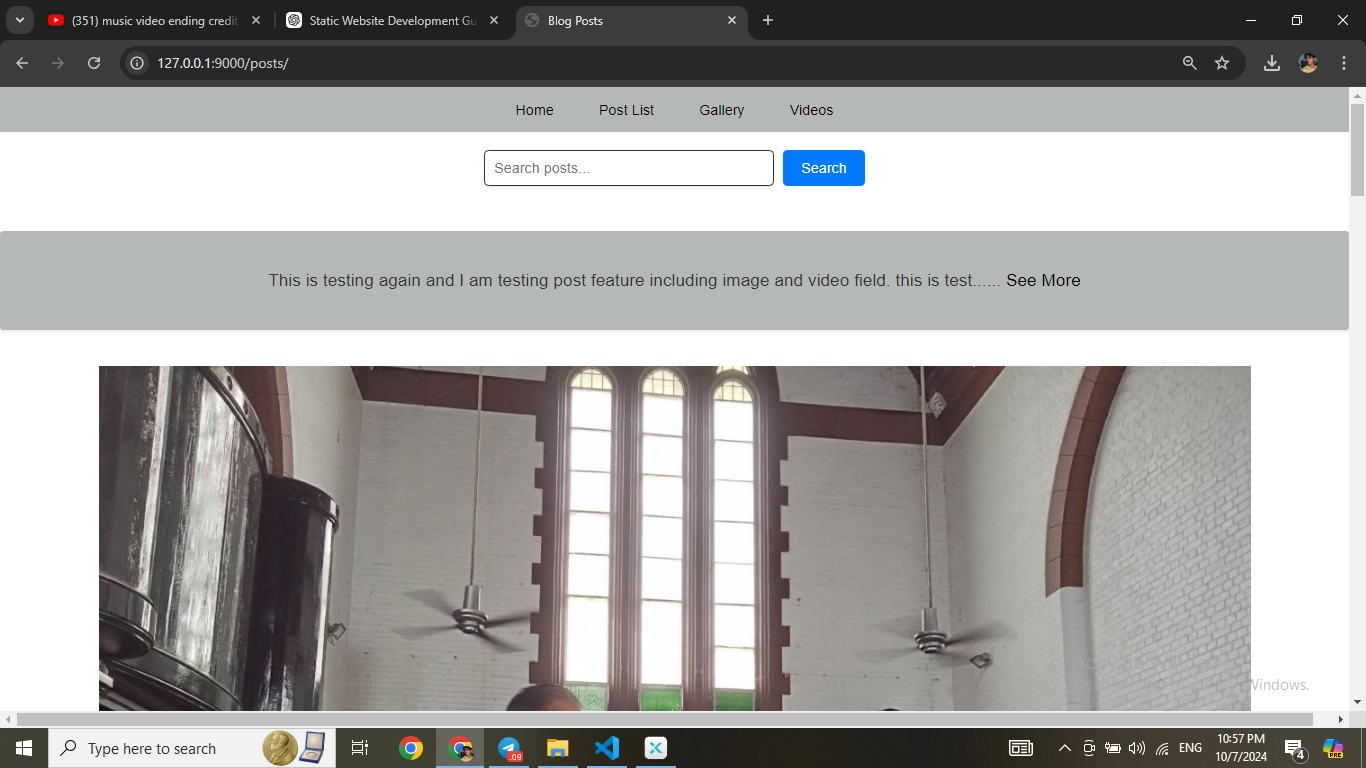 (351) music video ending credit
Static Website Development Gu
Blog Posts
127.0.0.1:9000/posts/
Home Post List Gallery Videos
Search posts... Search
This is testing again and I am testing post feature including image and video field. this is test...... See More
Windows.
Type here to search
.09
ENG
10:57 PM
10/7/2024
4
PRE